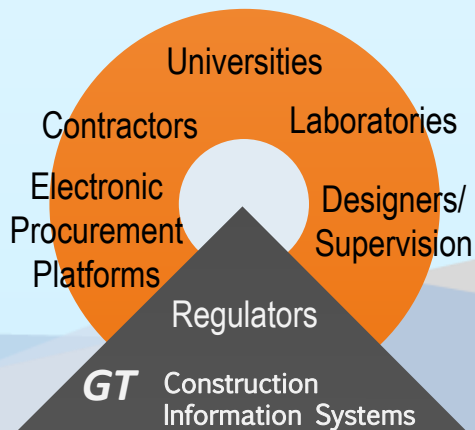 Universities
Contractors
Laboratories
Electronic
Procurement
Platforms
Designers/
Supervision
Regulators
GT Construction
Information Systems